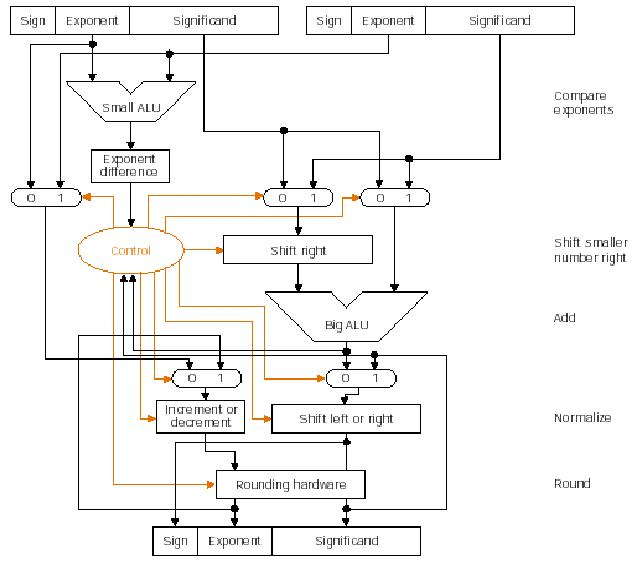 Sign Exponent Significand Sign Exponent Significand
Small ALU
Compare
exponents
Exponent
difference
0 1 0 1 0 1
Control
Shift right
Shift smaller
number right
Big ALU
Add
0 1 0 1
Increment or
decrement
Shift left or right
Normalize
Rounding hardware
Round
Sign Exponent Significand